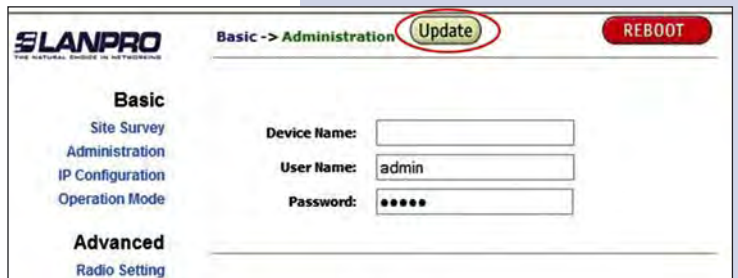 LANPRO
THE NATURAL CHOICE IN NETWORKING
Basic -> Administration
Update
REBOOT
Basic
Site Survey
Administration
IP Configuration
Operation Mode
Device Name:
User Name: admin
Password: •••••
Advanced
Radio Setting